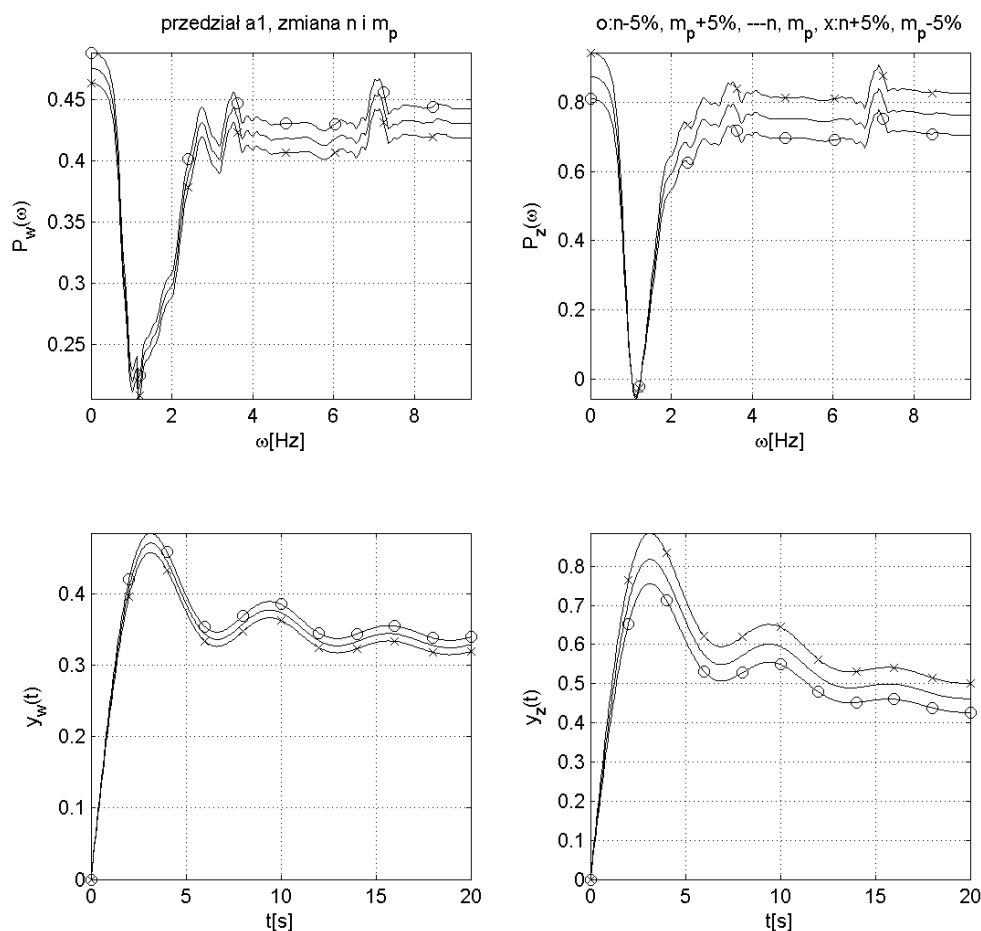 przedział a1, zmiana n i m_p
o:n-5%, m_p+5%, ---n, m_p, x:n+5%, m_p-5%
0.45
0.4
0.35
0.3
0.25
P_w(ω)
0 2 4 6 8
ω[Hz]
0.8
0.6
0.4
0.2
0
P_z(ω)
0 2 4 6 8
ω[Hz]
0.4
0.3
0.2
0.1
0
y_w(t)
0 5 10 15 20
t[s]
0.8
0.7
0.6
0.5
0.4
0.3
0.2
0.1
0
y_z(t)
0 5 10 15 20
t[s]